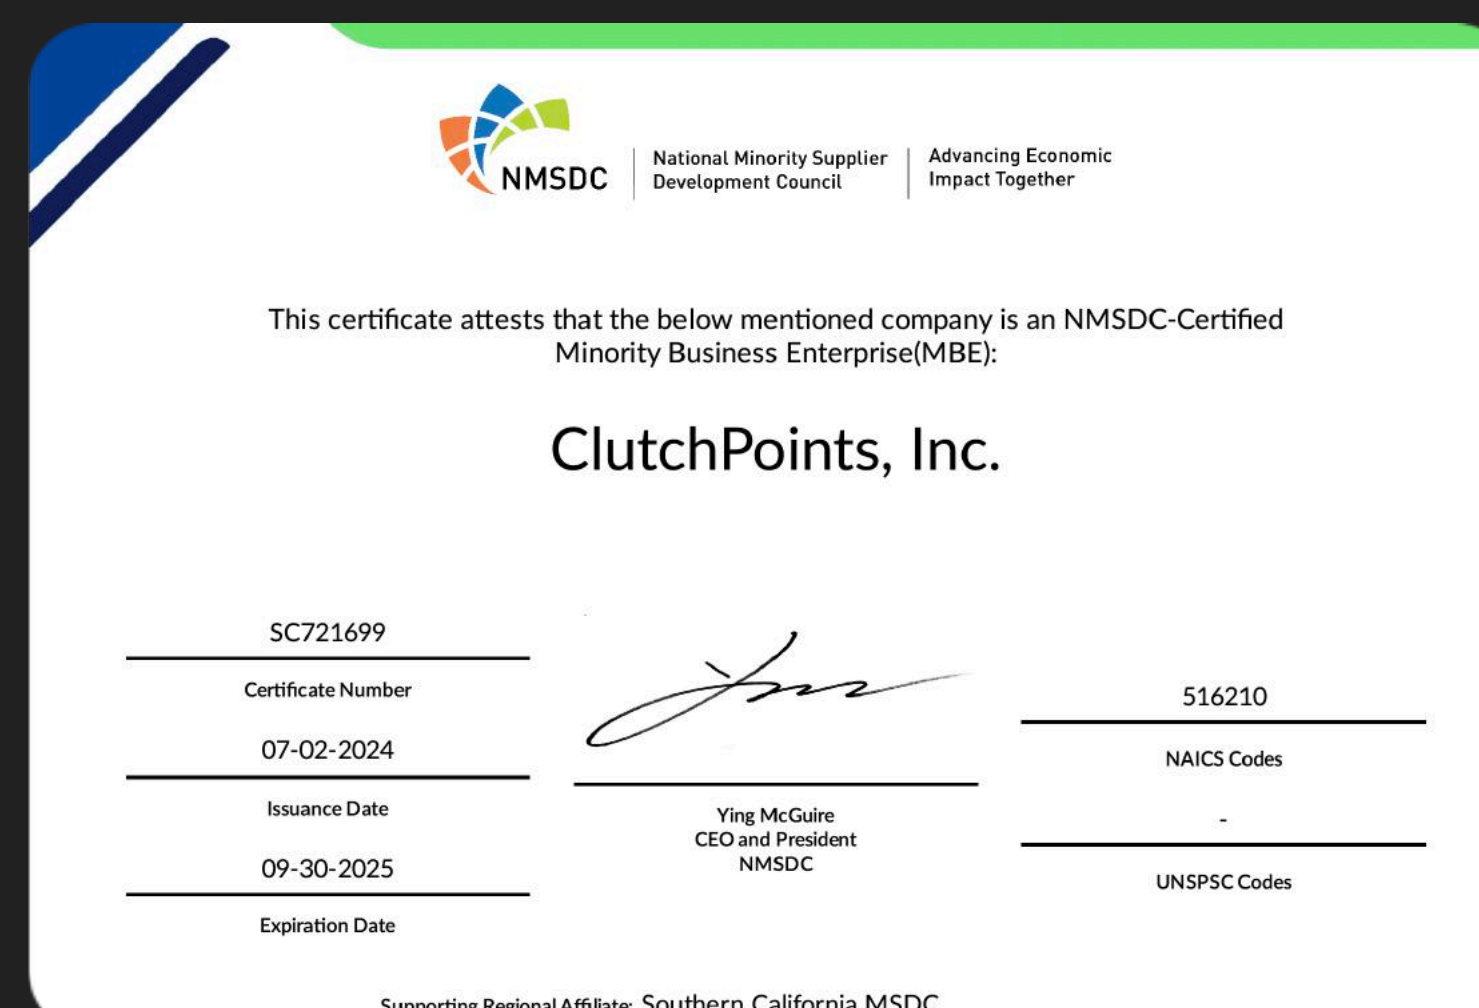 NMSDC
National Minority Supplier
Development Council
Advancing Economic
Impact Together
This certificate attests that the below mentioned company is an NMSDC-Certified
Minority Business Enterprise(MBE):
ClutchPoints, Inc.
SC721699
Certificate Number
07-02-2024
Issuance Date
09-30-2025
Expiration Date
Ying McGuire
CEO and President
NMSDC
516210
NAICS Codes
-
UNSPSC Codes
Supporting Regional Affiliate: Southern California MSDC